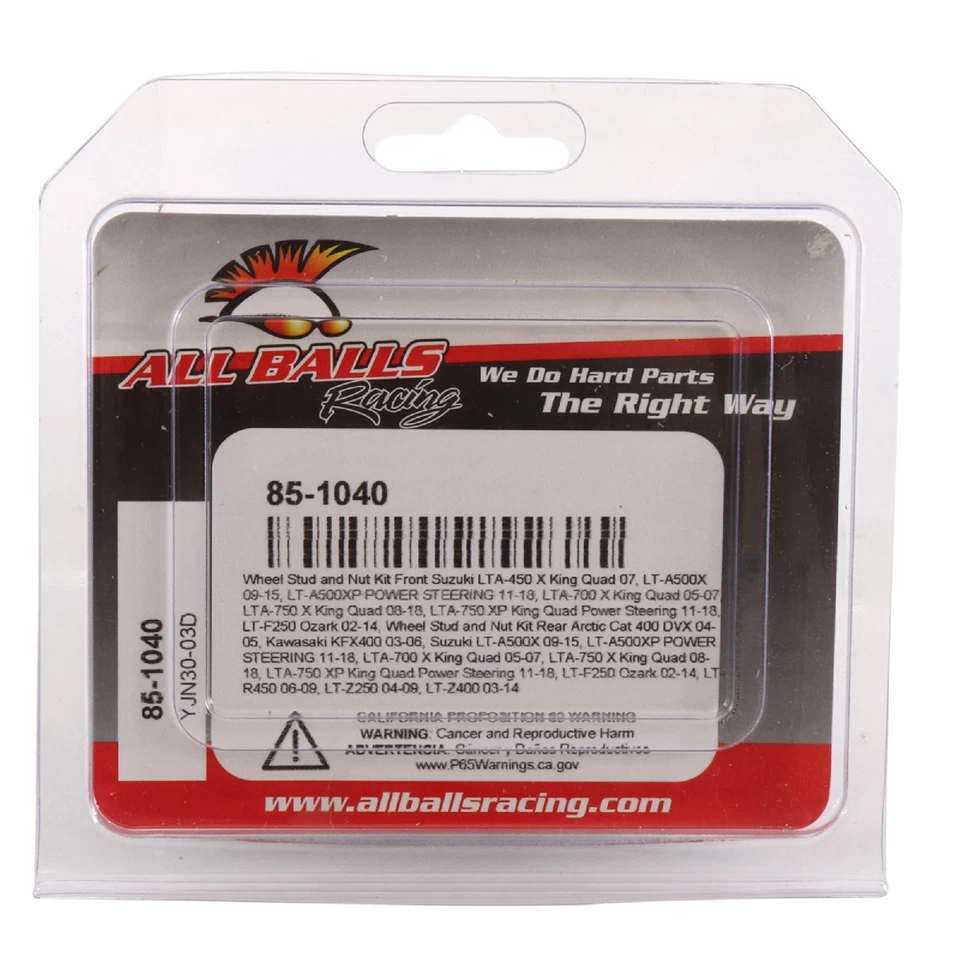 ALL BALLS
Racing
We Do Hard Parts
The Right Way
85-1040
Wheel Stud and Nut Kit Front Suzuki LTA-450 X King Quad 07, LT-A500X
09-15, LT-A500XP POWER STEERING 11-18, LTA-700 X King Quad 05-07,
LTA-750 X King Quad 08-18, LTA-750 XP King Quad Power Steering 11-18,
LT-F250 Ozark 02-14, Wheel Stud and Nut Kit Rear Arctic Cat 400 DVX 04-
05, Kawasaki KFX400 03-06, Suzuki LT-A500X 09-15, LT-A500XP POWER
STEERING 11-18, LTA-700 X King Quad 05-07, LTA-750 X King Quad 08-
18, LTA-750 XP King Quad Power Steering 11-18, LT-F250 Ozark 02-14, LT-
R450 06-09, LT-Z250 04-09, LT-Z400 03-14
CALIFORNIA PROPOSITION 65 WARNING
WARNING: Cancer and Reproductive Harm
ADVERTENCIA: Cáncer y Daños Reproductivos
www.P65Warnings.ca.gov
85-1040
YJN30-03D
www.allballsracing.com